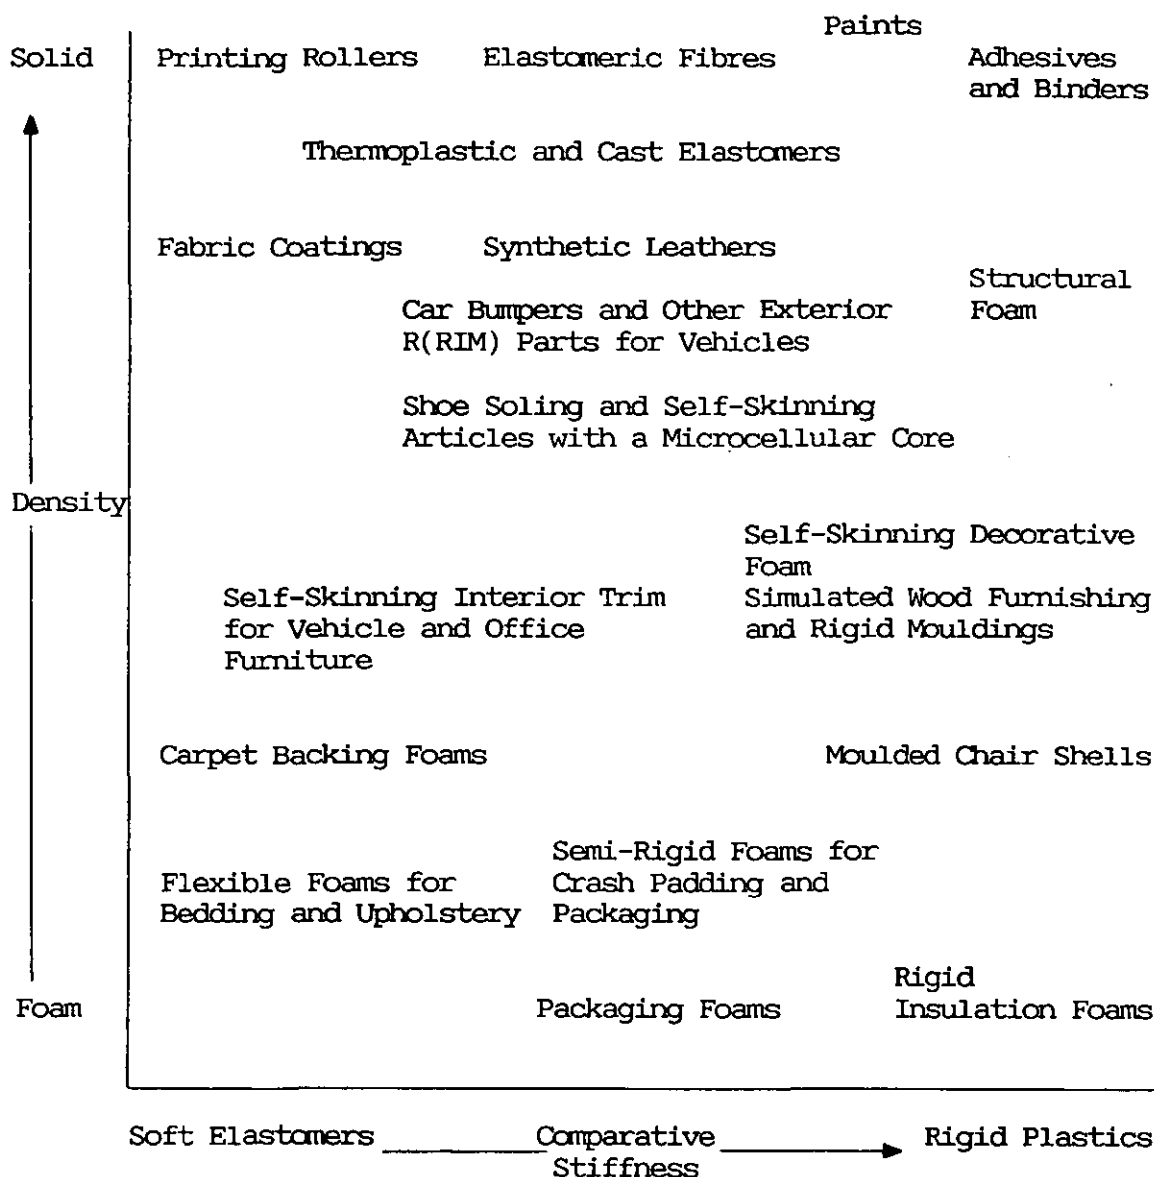 Paints
Solid Printing Rollers Elastomeric Fibres Adhesives
and Binders
Thermoplastic and Cast Elastomers
Fabric Coatings Synthetic Leathers
Structural
Foam
Car Bumpers and Other Exterior
R(RIM) Parts for Vehicles
Shoe Soling and Self-Skinning
Articles with a Microcellular Core
Density
Self-Skinning Decorative
Foam
Simulated Wood Furnishing
and Rigid Mouldings
Self-Skinning Interior Trim
for Vehicle and Office
Furniture
Carpet Backing Foams Moulded Chair Shells
Semi-Rigid Foams for
Crash Padding and
Packaging
Flexible Foams for
Bedding and Upholstery
Rigid
Insulation Foams
Foam Packaging Foams
Soft Elastomers Comparative
Stiffness
Rigid Plastics